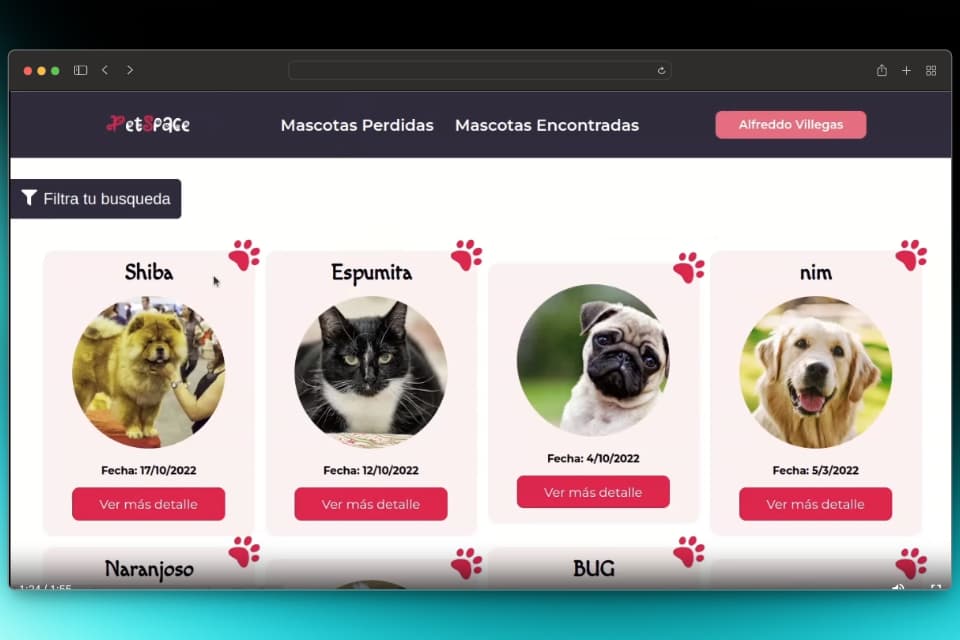 PetSpace
Mascotas Perdidas
Mascotas Encontradas
Alfreddo Villegas
Filtra tu busqueda
Shiba
Fecha: 17/10/2022
Ver más detalle
Espumita
Fecha: 12/10/2022
Ver más detalle
Fecha: 4/10/2022
Ver más detalle
nim
Fecha: 5/3/2022
Ver más detalle
Naranjoso
BUG
1:24 / 1:55